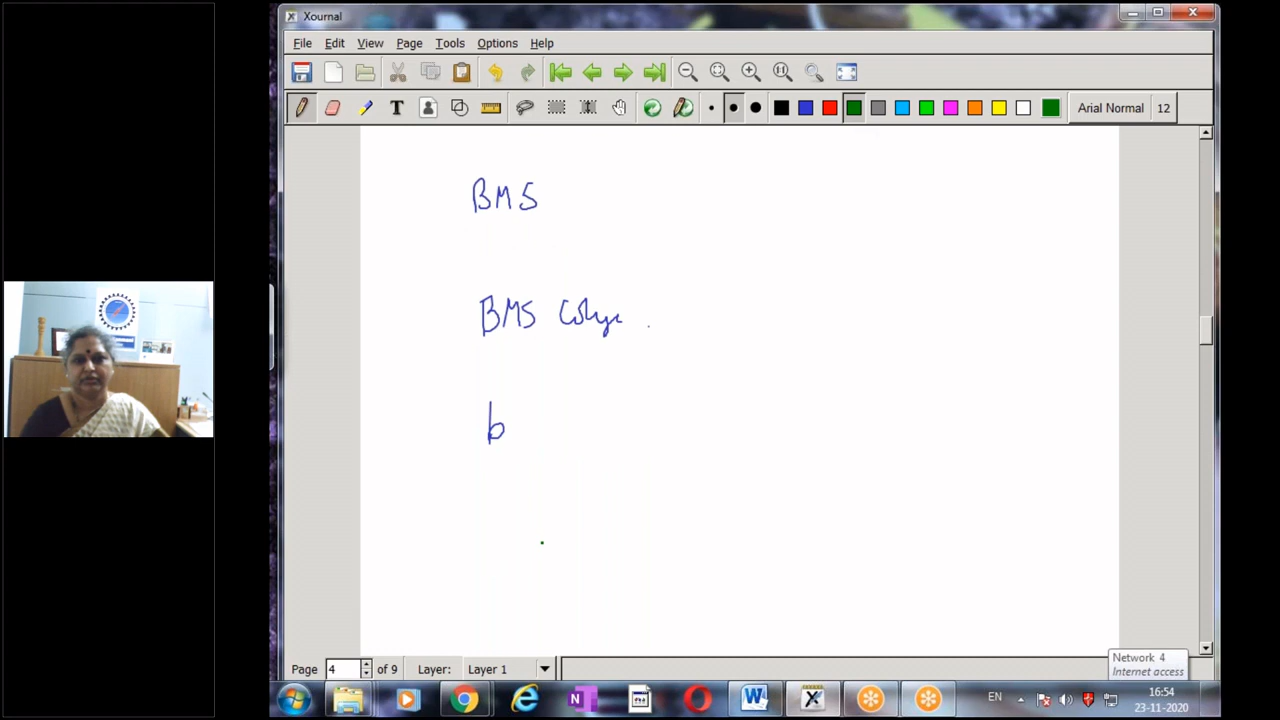 Xournal
File Edit View Page Tools Options Help
Arial Normal 12
BMS
BMS College
b
Page 4 of 9 Layer: Layer 1
Network 4
Internet access
EN 16:54
23-11-2020